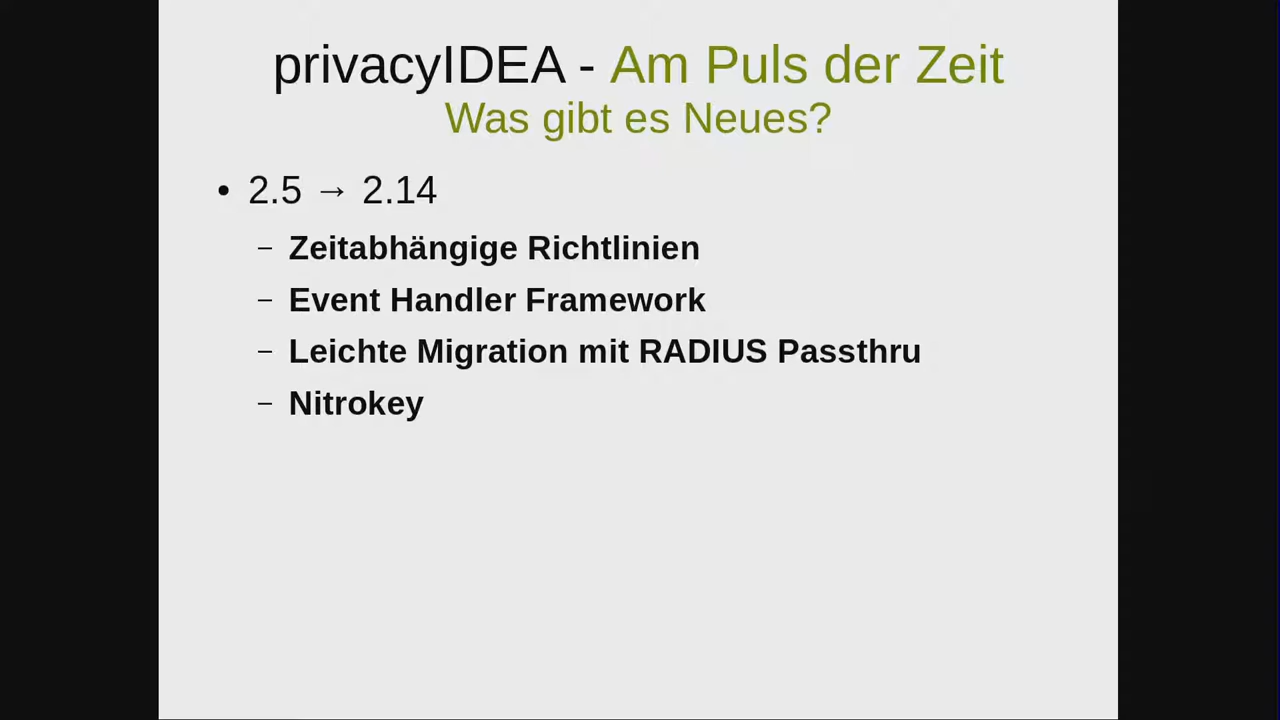 privacyIDEA - Am Puls der Zeit
Was gibt es Neues?
• 2.5 → 2.14
– Zeitabhängige Richtlinien
– Event Handler Framework
– Leichte Migration mit RADIUS Passthru
– Nitrokey